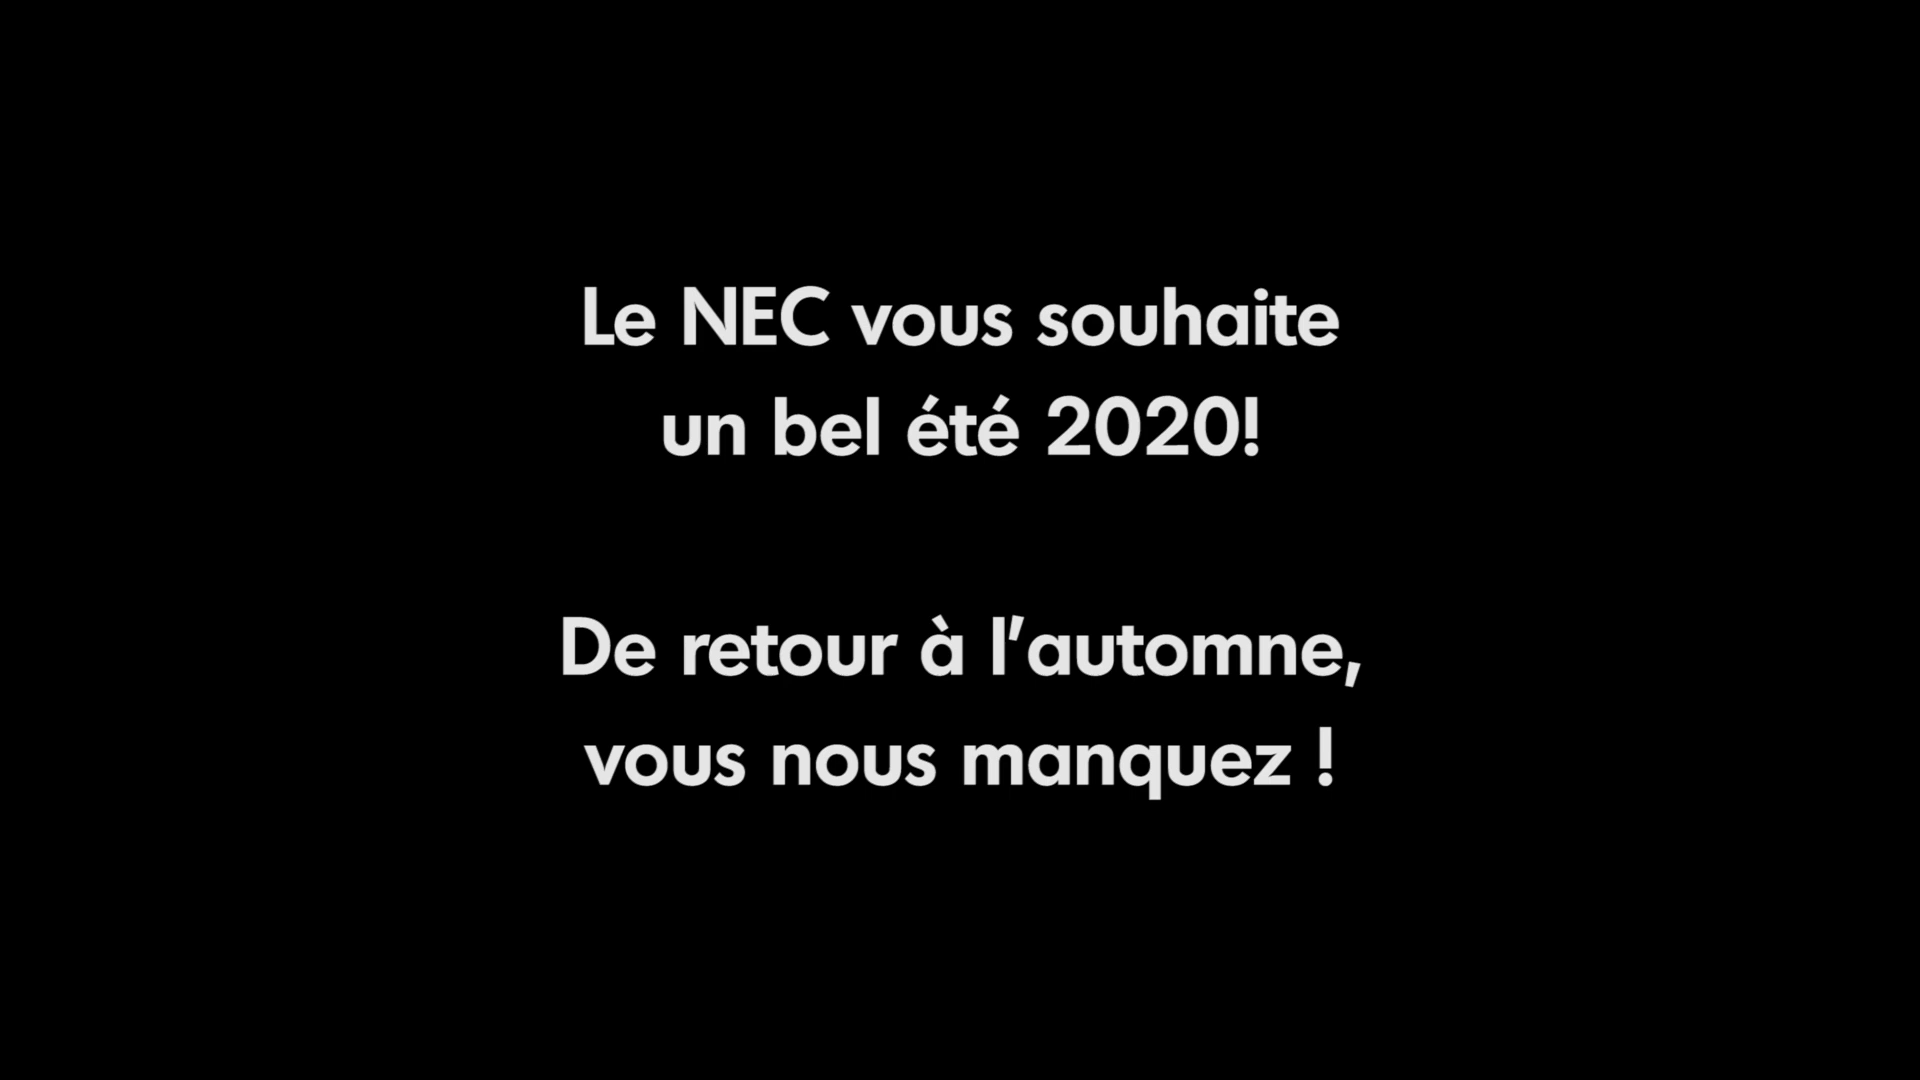 Le NEC vous souhaite
un bel été 2020!
De retour à l'automne,
vous nous manquez !